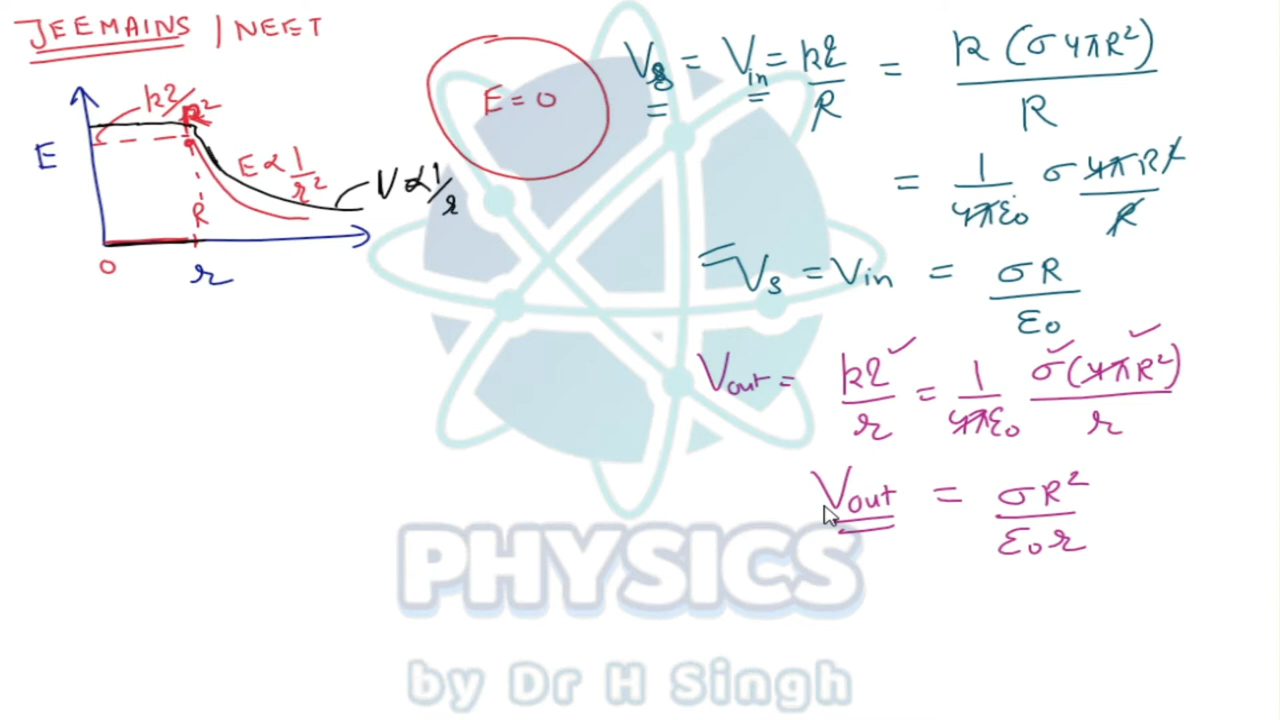 JEEMAINS | NEET
kq/R²
E
E ∝ 1/r²
V ∝ 1/r
R
0
r
E = 0
Vs = Vin = kq/R = k(σ4πR²)/R
= 1/4πε₀ σ4πR²/R
Vs = Vin = σR/ε₀
Vout = kq/r = 1/4πε₀ σ(4πR²)/r
Vout = σR²/ε₀r
PHYSICS
by Dr H Singh